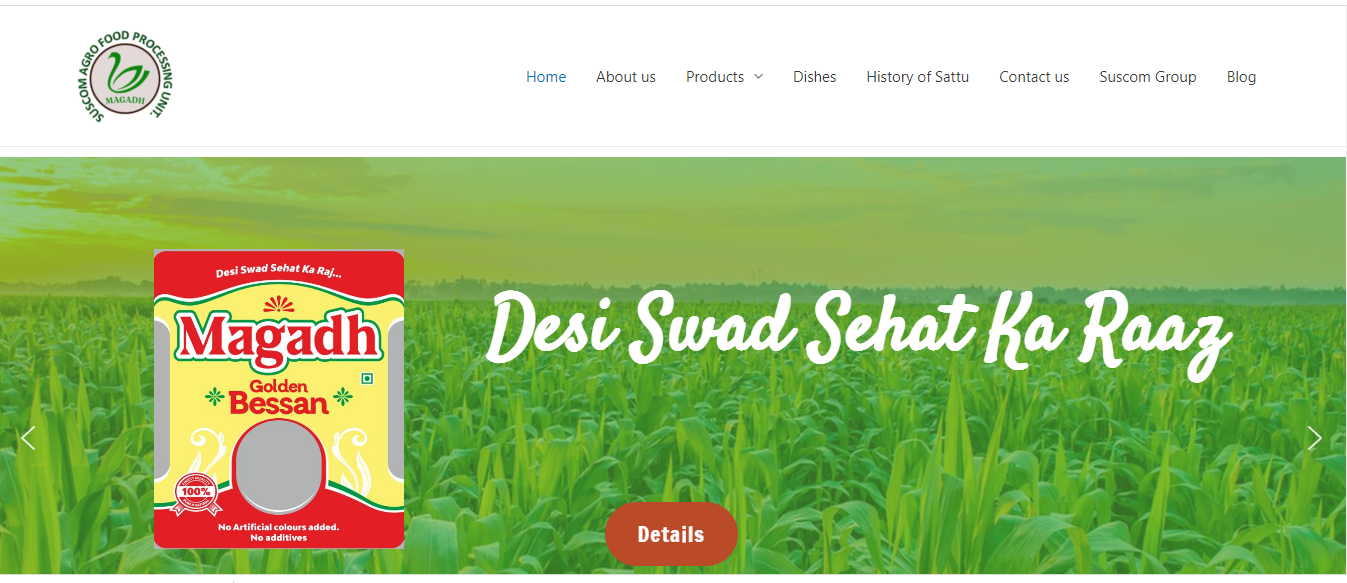 SUSCOM AGRO FOOD PROCESSING UNIT.
MAGADH
Home About us Products Dishes History of Sattu Contact us Suscom Group Blog
Desi Swad Sehat Ka Raj...
Magadh
Golden
Bessan
100%
No Artificial colours added.
No additives
Desi Swad Sehat Ka Raaz
Details